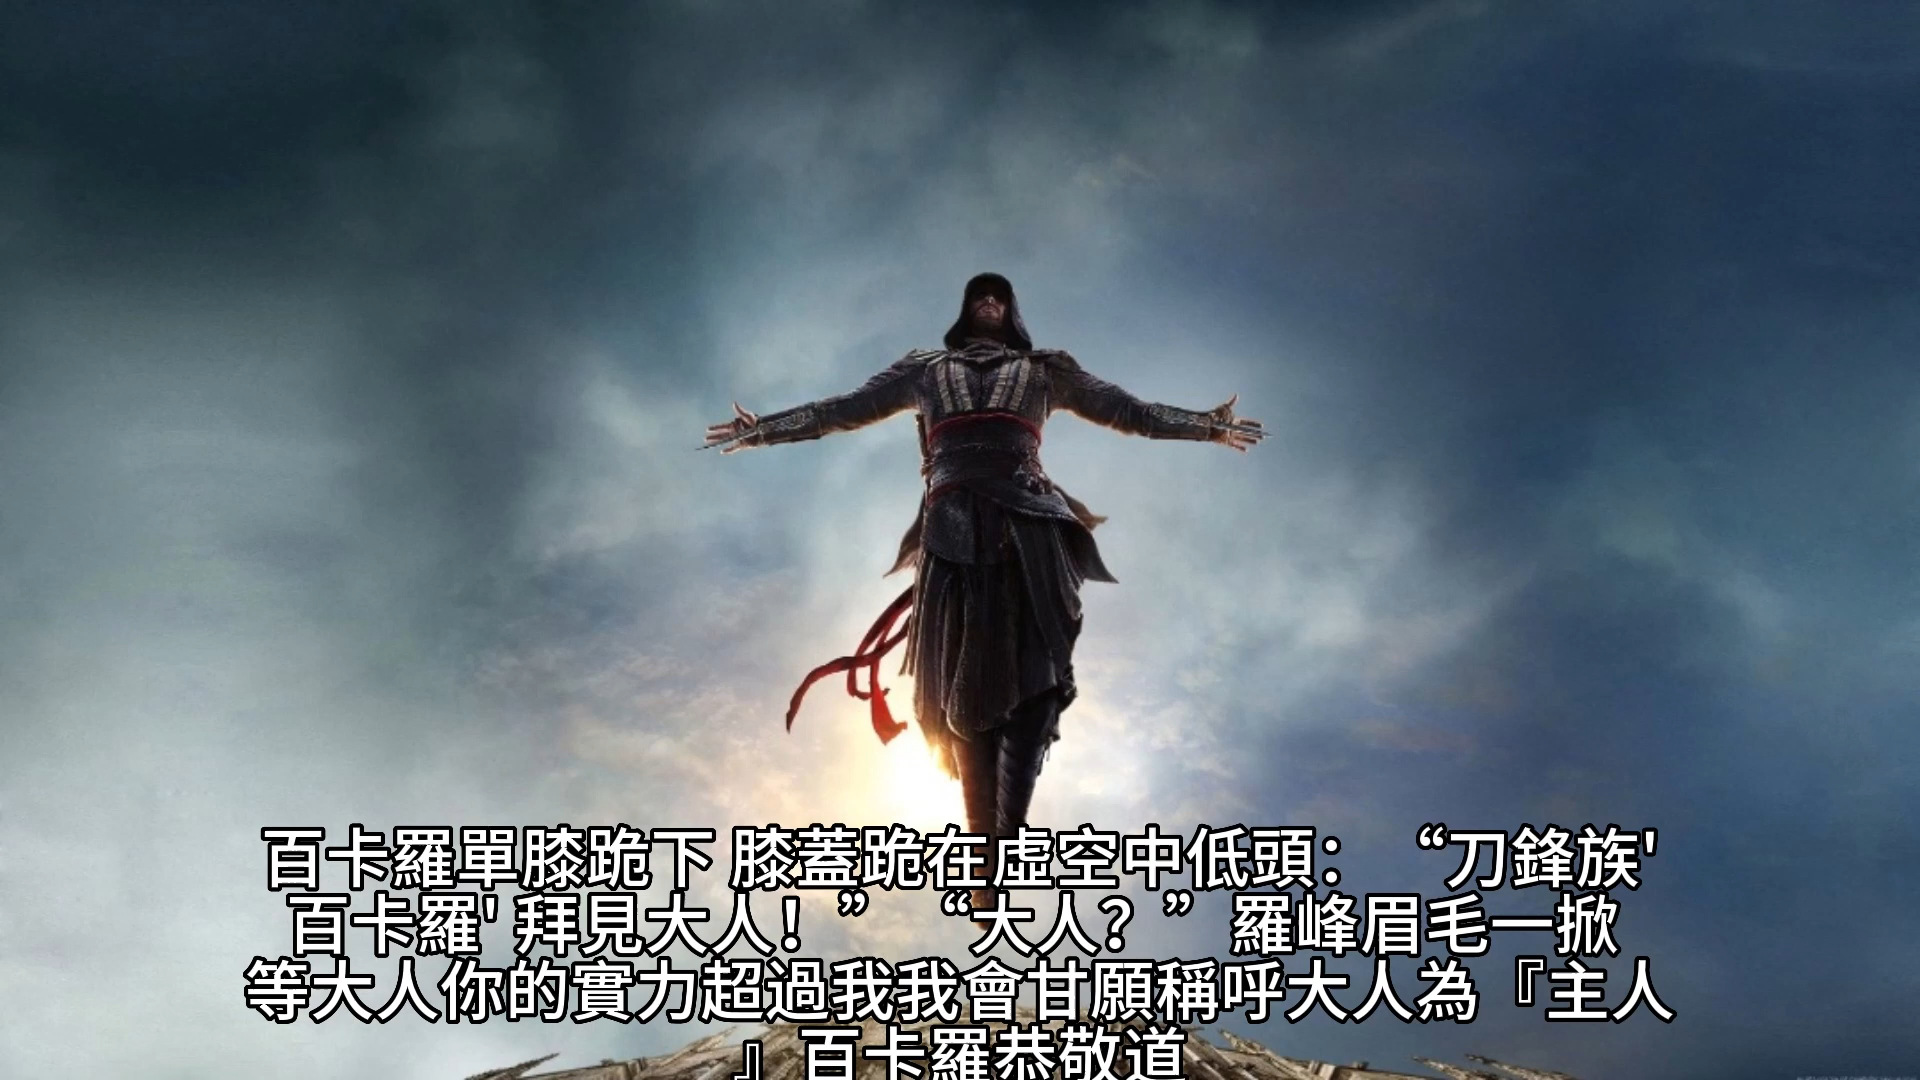 百卡羅單膝跪下 膝蓋跪在虛空中低頭：“刀鋒族'
百卡羅' 拜見大人！” “大人？” 羅峰眉毛一掀
等大人你的實力超過我我會甘願稱呼大人為『主人
』百卡羅恭敬道